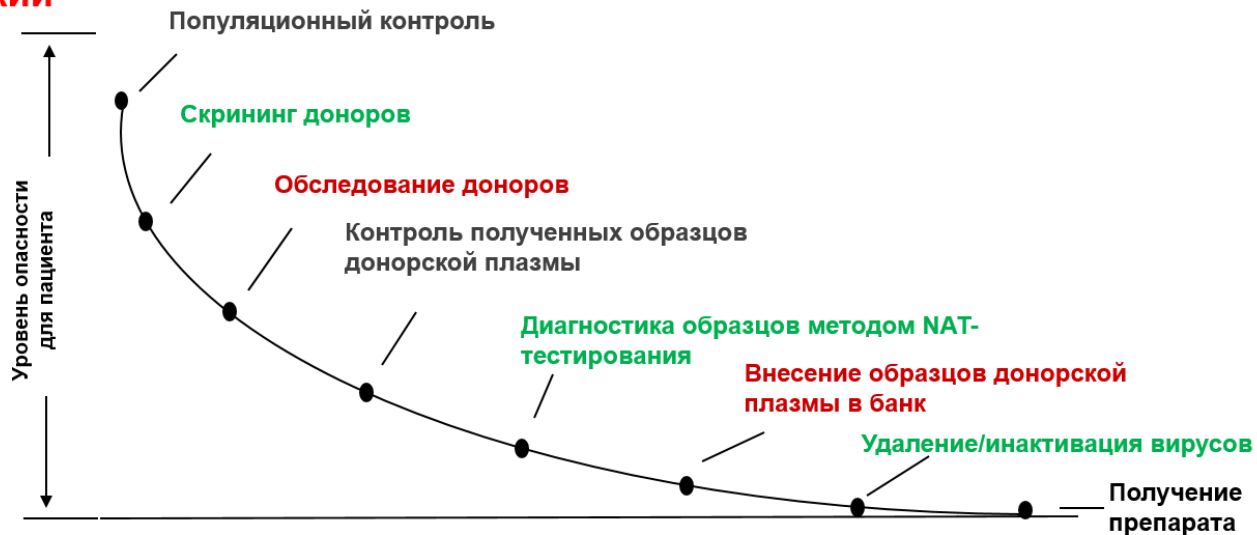 Популяционный контроль
Скрининг доноров
Обследование доноров
Контроль полученных образцов
донорской плазмы
Диагностика образцов методом NAT-
тестирования
Внесение образцов донорской
плазмы в банк
Удаление/инактивация вирусов
Получение
препарата
Уровень опасности
для пациента